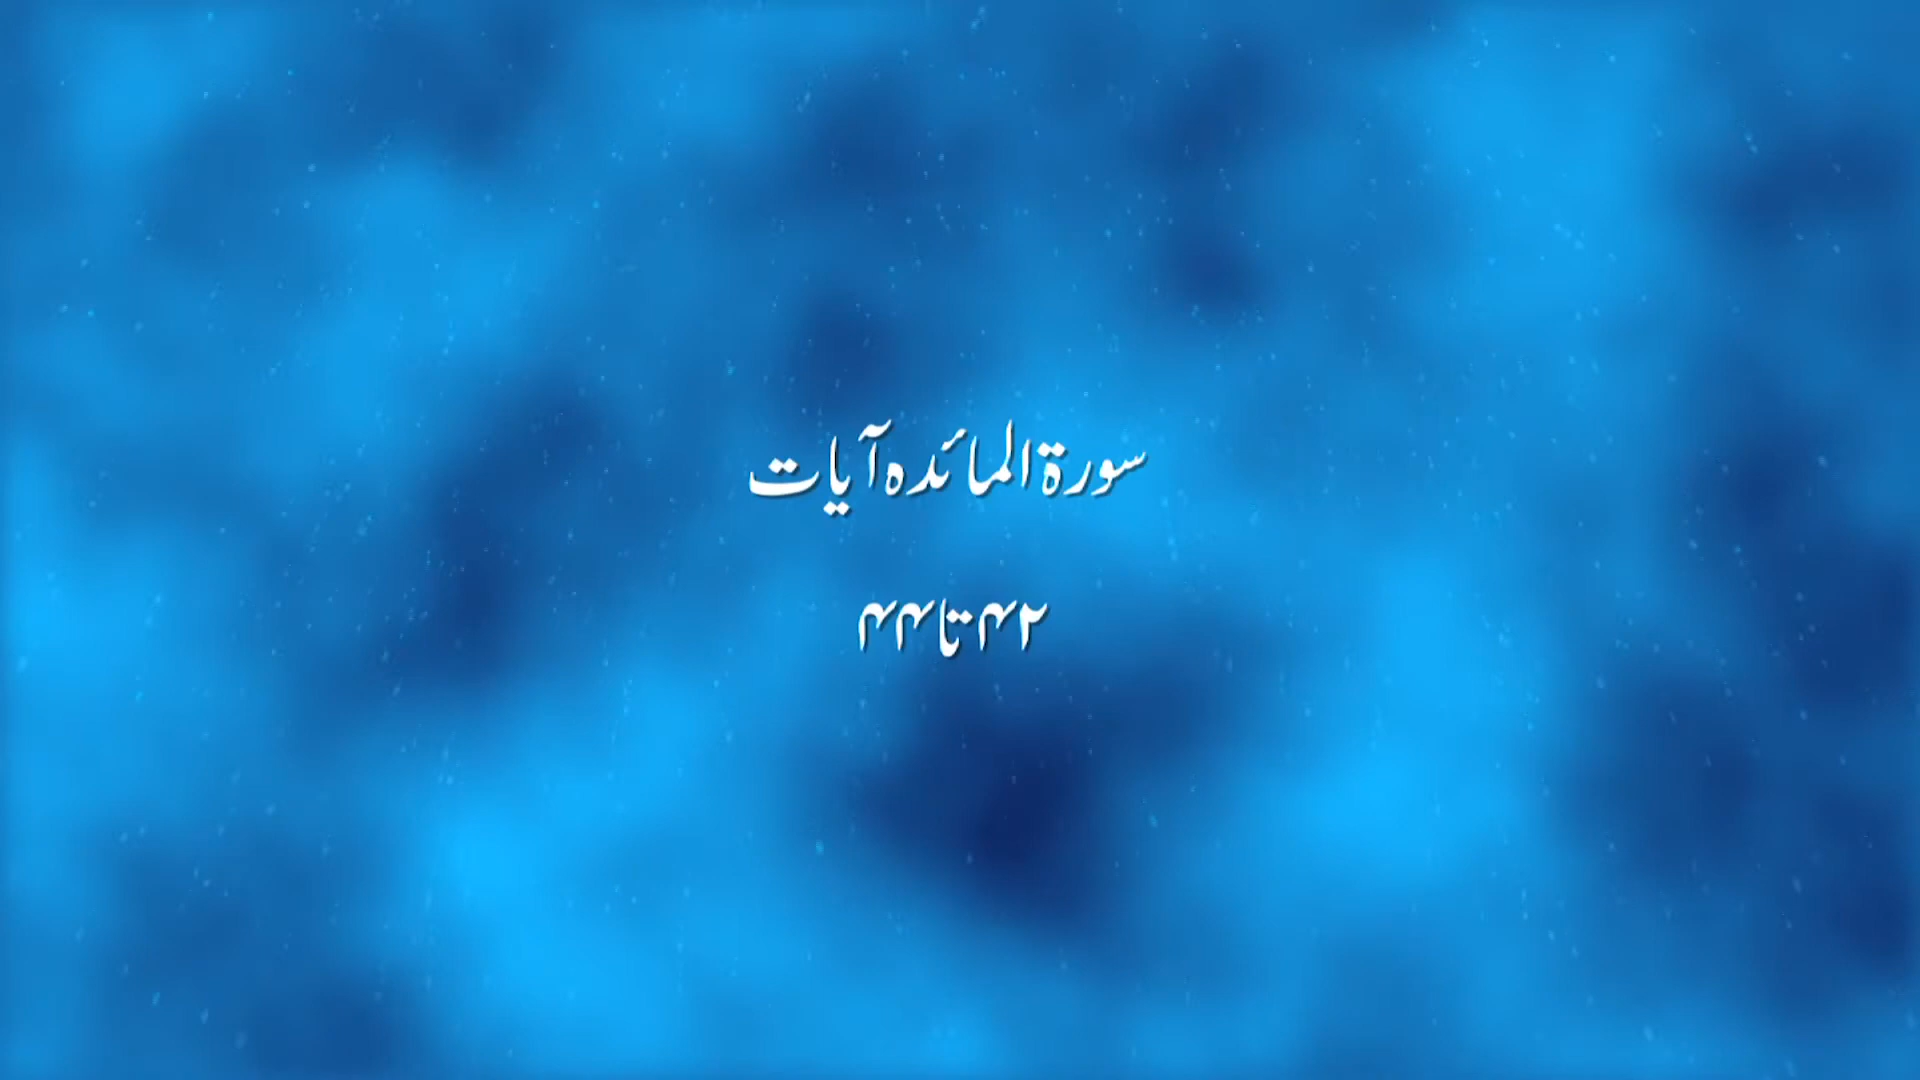 سورۃ المائدہ آیات
۴۲ تا ۴۴